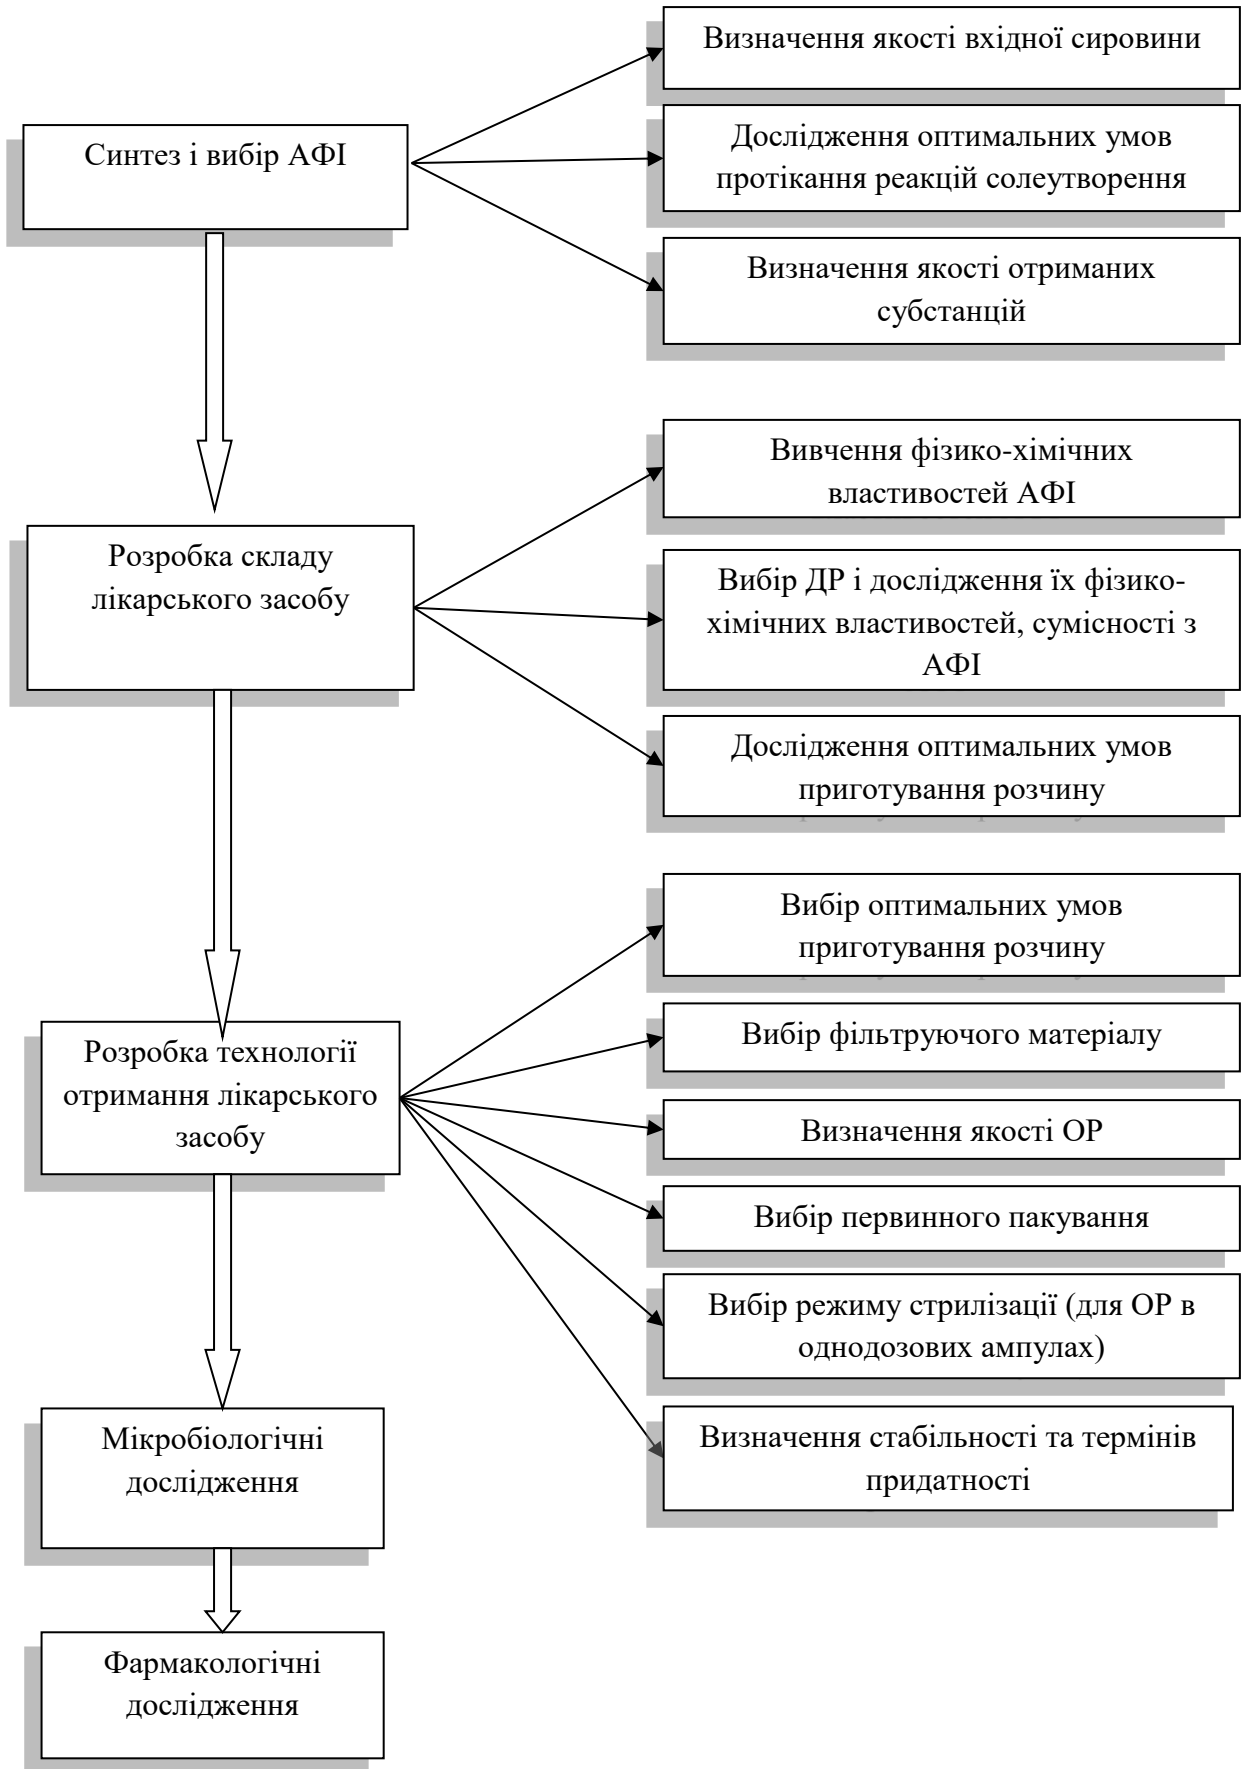 Синтез і вибір АФІ
Визначення якості вхідної сировини
Дослідження оптимальних умов
протікання реакцій солеутворення
Визначення якості отриманих
субстанцій
Розробка складу
лікарського засобу
Вивчення фізико-хімічних
властивостей АФІ
Вибір ДР і дослідження їх фізико-
хімічних властивостей, сумісності з
АФІ
Дослідження оптимальних умов
приготування розчину
Розробка технології
отримання лікарського
засобу
Вибір оптимальних умов
приготування розчину
Вибір фільтруючого матеріалу
Визначення якості ОР
Вибір первинного пакування
Вибір режиму стрилізації (для ОР в
однодозових ампулах)
Визначення стабільності та термінів
придатності
Мікробіологічні
дослідження
Фармакологічні
дослідження